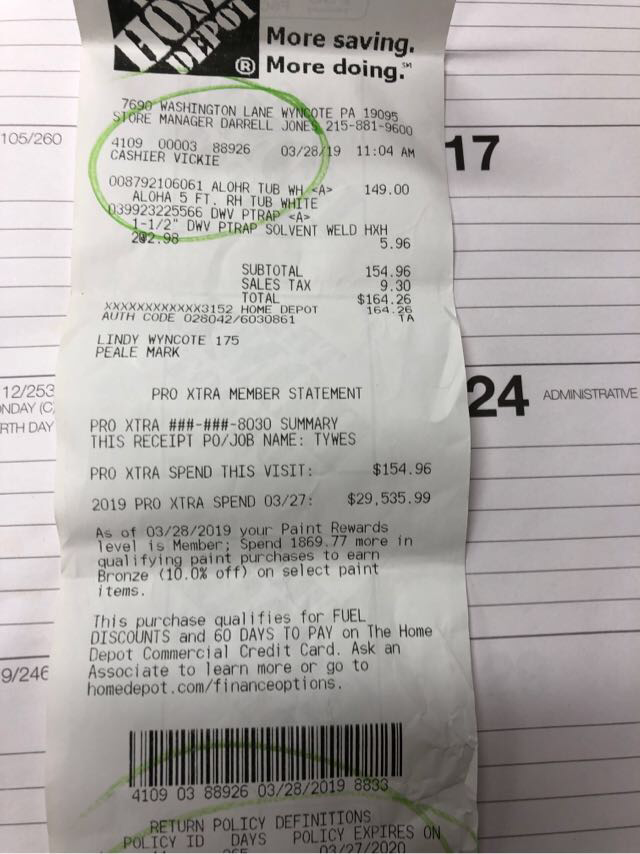 HOME
DEPOT
®
More saving.
More doing.℠
7690 WASHINGTON LANE WYNCOTE PA 19095
STORE MANAGER DARRELL JONES 215-881-9600
4109 00003 88926 03/28/19 11:04 AM
CASHIER VICKIE
008792106061 ALOHR TUB WH <A> 149.00
ALOHA 5 FT. RH TUB WHITE
039923225566 DWV PTRAP <A>
1-1/2" DWV PTRAP SOLVENT WELD HXH
2@2.98 5.96
SUBTOTAL 154.96
SALES TAX 9.30
TOTAL $164.26
XXXXXXXXXXXX3152 HOME DEPOT 164.26
AUTH CODE 028042/6030861 TA
LINDY WYNCOTE 175
PEALE MARK
PRO XTRA MEMBER STATEMENT
PRO XTRA ###-###-8030 SUMMARY
THIS RECEIPT PO/JOB NAME: TYWES
PRO XTRA SPEND THIS VISIT: $154.96
2019 PRO XTRA SPEND 03/27: $29,535.99
As of 03/28/2019 your Paint Rewards
level is Member; Spend 1869.77 more in
qualifying paint purchases to earn
Bronze (10.0% off) on select paint
items.
This purchase qualifies for FUEL
DISCOUNTS and 60 DAYS TO PAY on The Home
Depot Commercial Credit Card. Ask an
Associate to learn more or go to
homedepot.com/financeoptions.
4109 03 88926 03/28/2019 8833
RETURN POLICY DEFINITIONS
POLICY ID DAYS POLICY EXPIRES ON
03/27/2020
105/260
17
12/253
NDAY (C
RTH DAY
24 ADMINISTRATIVE
9/246